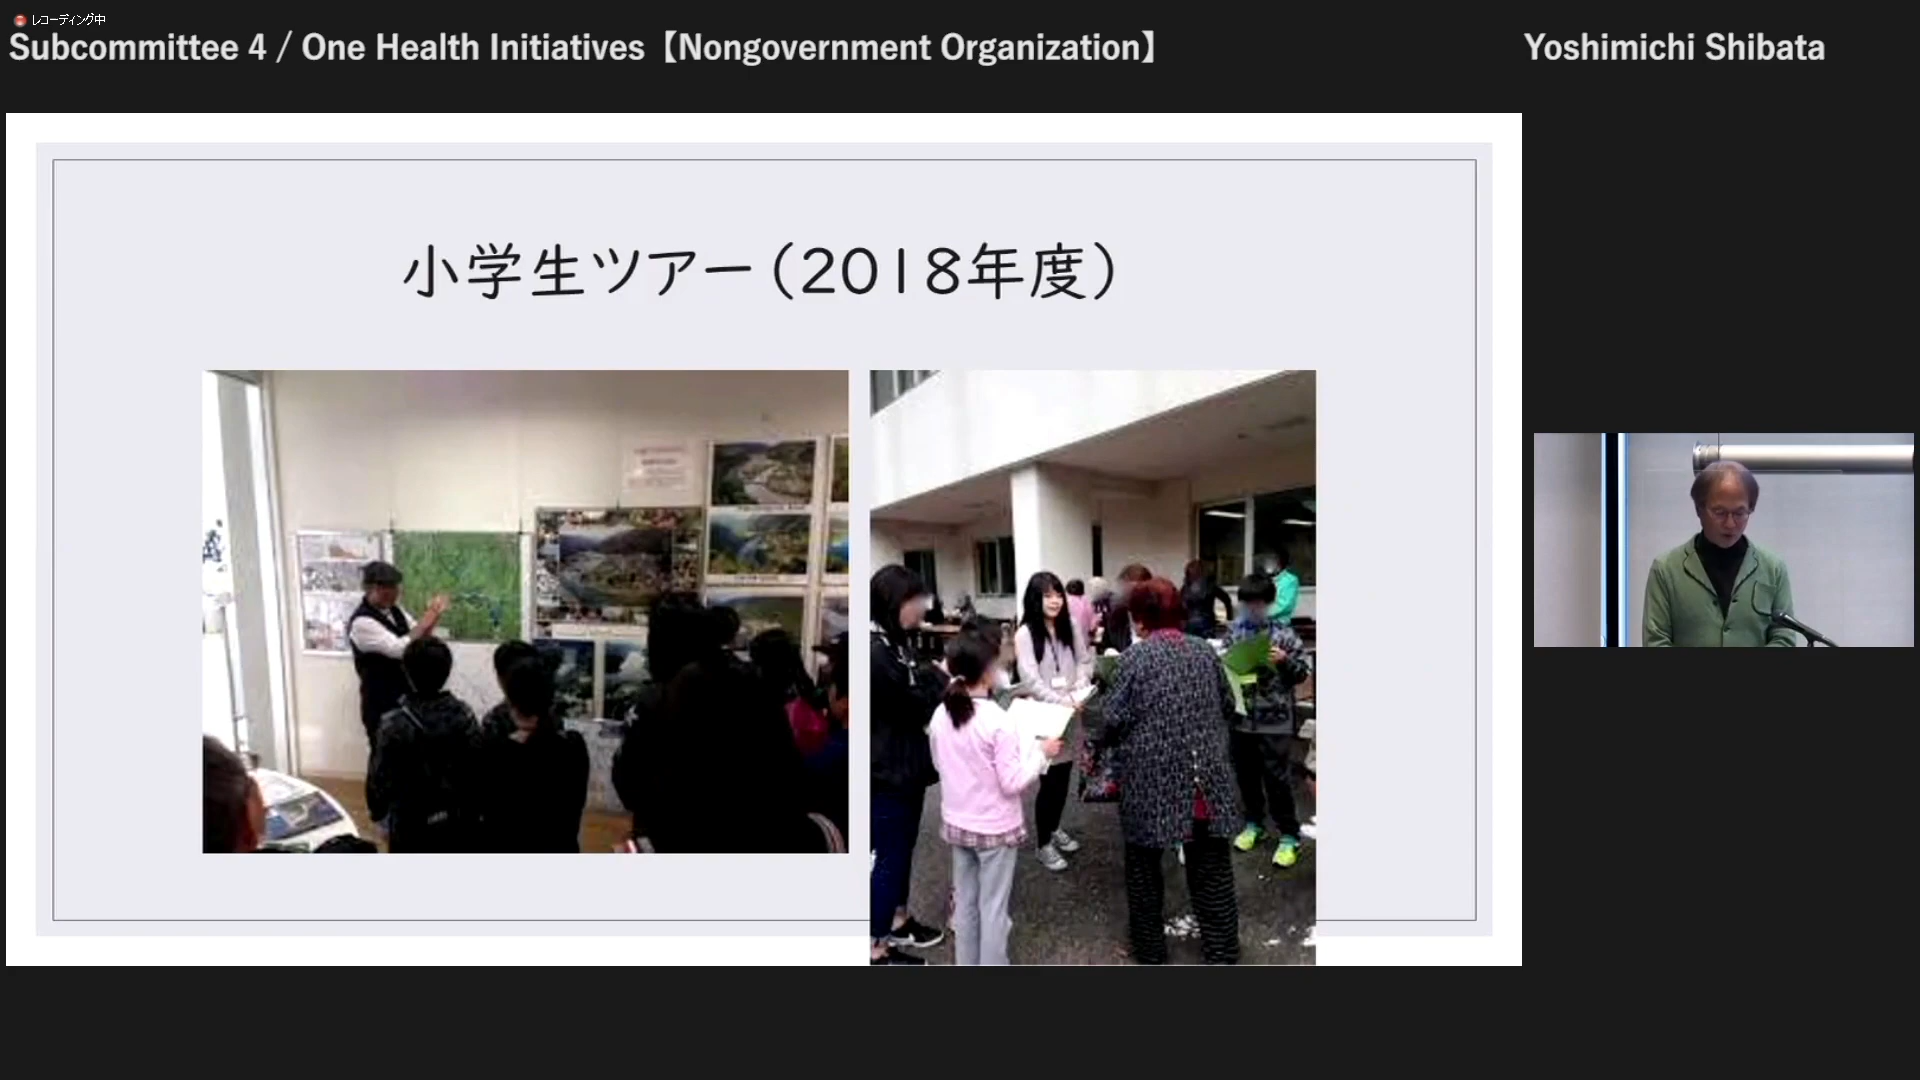 レコーディング中
Subcommittee 4 / One Health Initiatives【Nongovernment Organization】
Yoshimichi Shibata
小学生ツアー（2018年度）